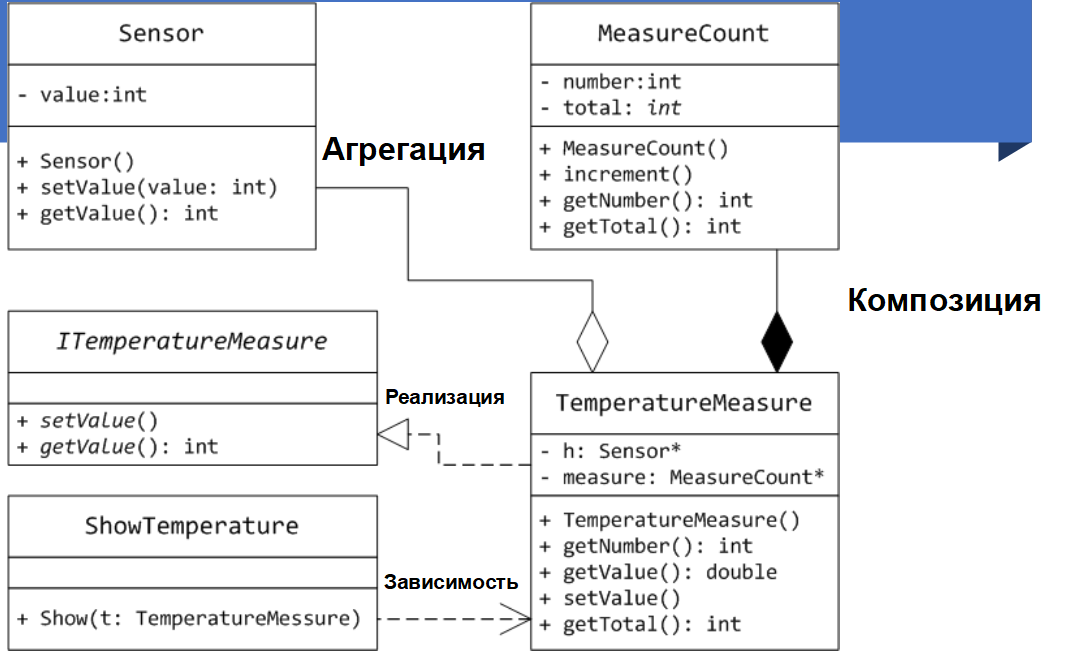 Sensor
- value:int
+ Sensor()
+ setValue(value: int)
+ getValue(): int
Агрегация
MeasureCount
- number:int
- total: int
+ MeasureCount()
+ increment()
+ getNumber(): int
+ getTotal(): int
Композиция
ITemperatureMeasure
+ setValue()
+ getValue(): int
Реализация
TemperatureMeasure
- h: Sensor*
- measure: MeasureCount*
+ TemperatureMeasure()
+ getNumber(): int
+ getValue(): double
+ setValue()
+ getTotal(): int
ShowTemperature
+ Show(t: TemperatureMessure)
Зависимость